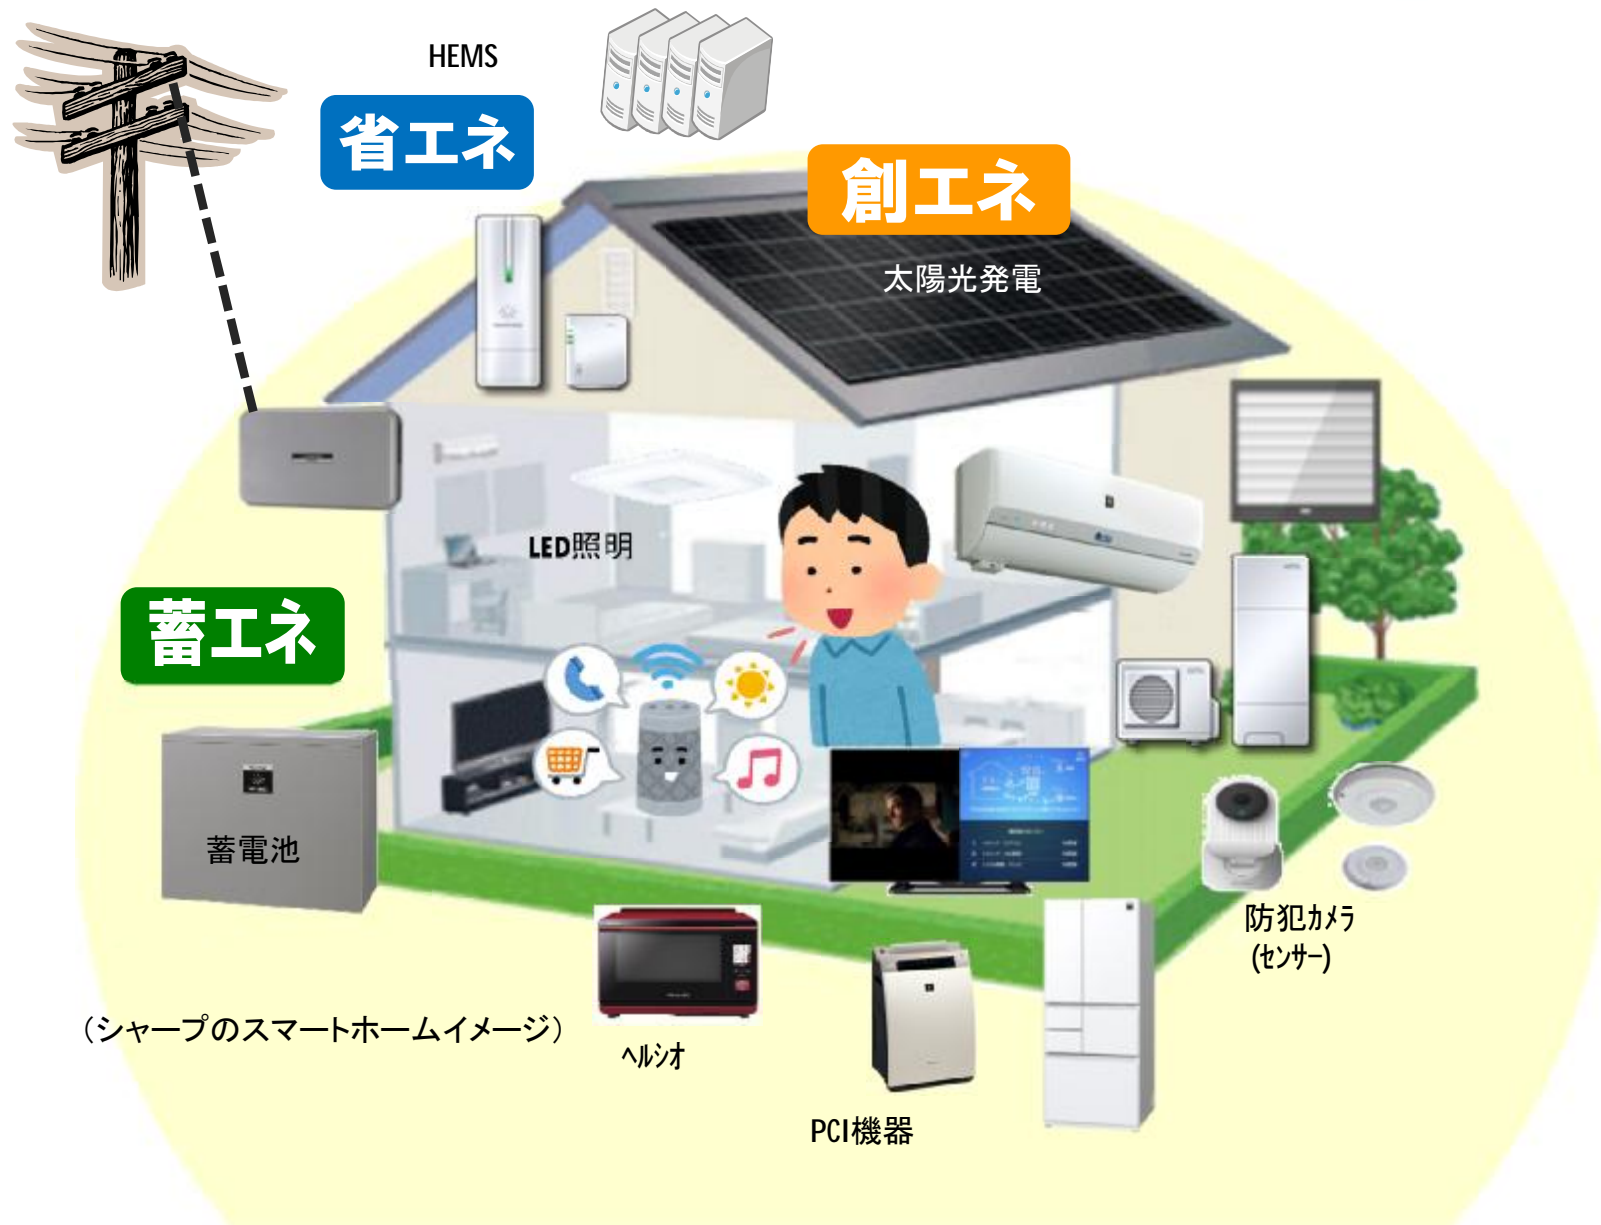 HEMS
省エネ
創エネ
太陽光発電
LED照明
蓄エネ
蓄電池
防犯ｶﾒﾗ
(ｾﾝｻｰ)
（シャープのスマートホームイメージ）
ﾍﾙｼｵ
PCI機器